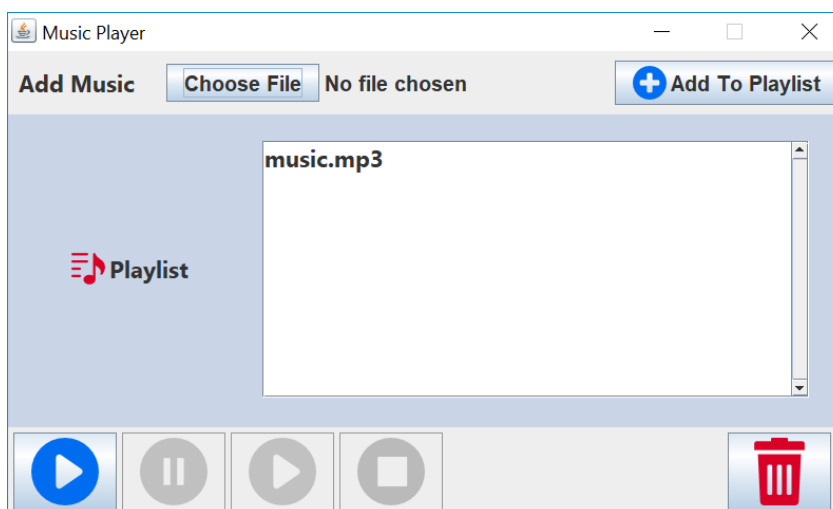 Music Player
Add Music Choose File No file chosen Add To Playlist
music.mp3
Playlist